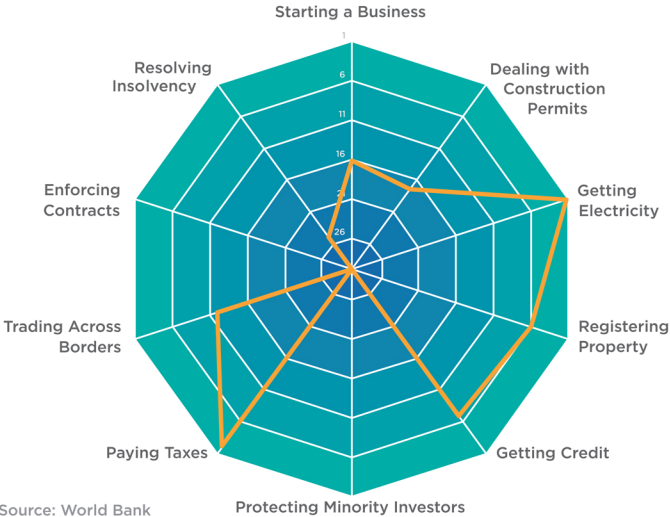 Starting a Business
1
Resolving
Insolvency
Dealing with
Construction
Permits
6
11
16
21
26
Enforcing
Contracts
Getting
Electricity
Trading Across
Borders
Registering
Property
Paying Taxes
Getting Credit
Protecting Minority Investors
Source: World Bank